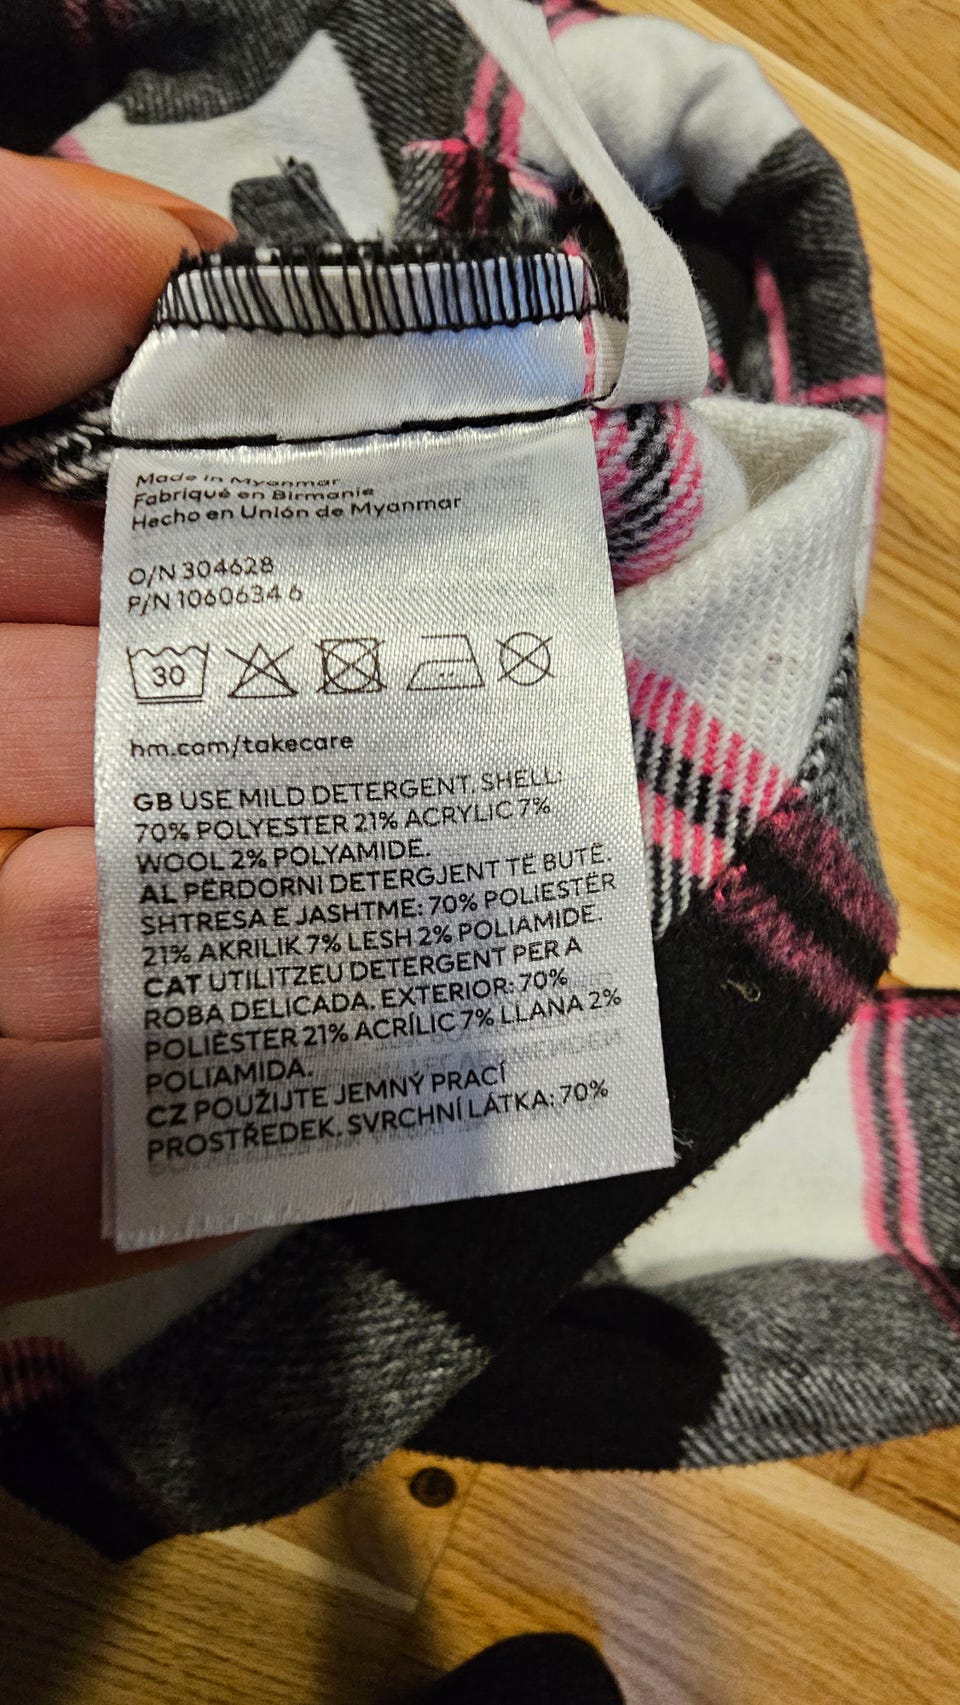 Made in Myanmar
Fabriqué en Birmanie
Hecho en Unión de Myanmar
O/N 304628
P/N 1060634 6
30
hm.com/takecare
GB USE MILD DETERGENT. SHELL:
70% POLYESTER 21% ACRYLIC 7%
WOOL 2% POLYAMIDE.
AL PËRDORNI DETERGJENT TË BUTË.
SHTRESA E JASHTME: 70% POLIESTËR
21% AKRILIK 7% LESH 2% POLIAMIDE.
CAT UTILITZEU DETERGENT PER A
ROBA DELICADA. EXTERIOR: 70%
POLIÈSTER 21% ACRÍLIC 7% LLANA 2%
POLIAMIDA.
CZ POUŽIJTE JEMNÝ PRACÍ
PROSTŘEDEK. SVRCHNÍ LÁTKA: 70%